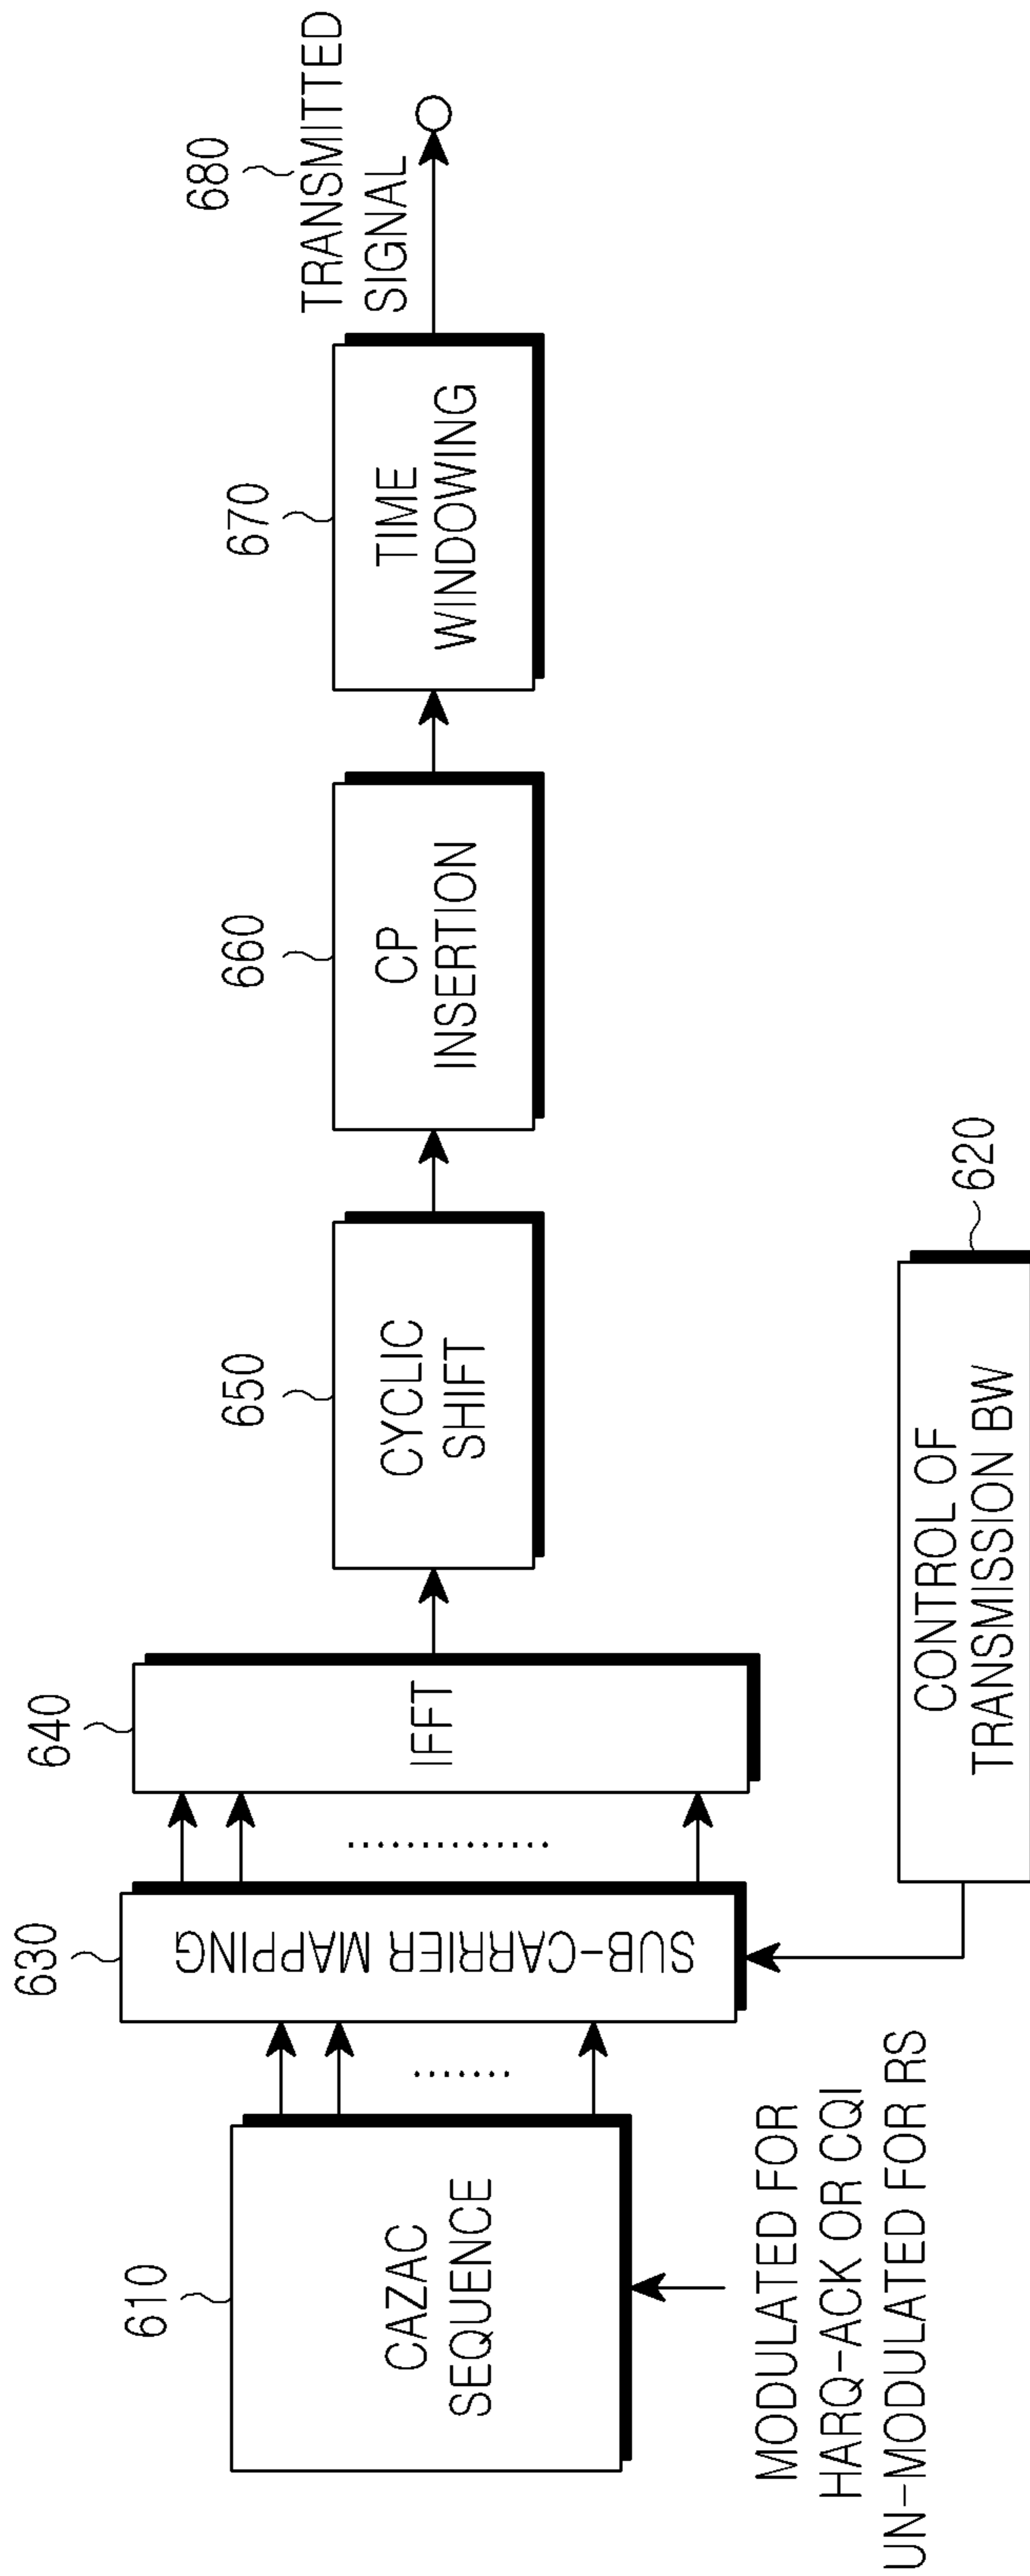 610
CAZAC
SEQUENCE
MODULATED FOR
HARQ-ACK OR CQI
UN-MODULATED FOR RS
630
SUB-CARRIER MAPPING
640
IFFT
CONTROL OF
TRANSMISSION BW
620
650
CYCLIC
SHIFT
660
CP
INSERTION
670
TIME
WINDOWING
680
TRANSMITTED
SIGNAL